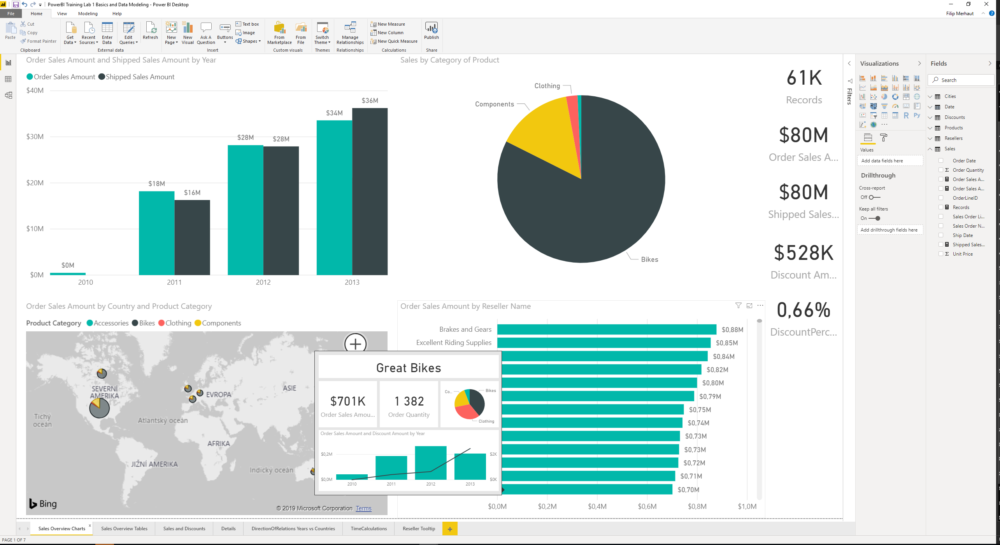 PowerBI Training Lab 1 Basics and Data Modeling - Power BI Desktop
File Home View Modeling Help
Filip Merhaut
Paste
Cut
Copy
Format Painter
Clipboard
Get Data
Recent Sources
Enter Data
Edit Queries
Refresh
External data
New Page
New Visual
Ask A Question
Buttons
Text box
Image
Shapes
Insert
From Marketplace
From File
Custom visuals
Switch Theme
Themes
Manage Relationships
Relationships
New Measure
New Column
New Quick Measure
Calculations
Publish
Share
Order Sales Amount and Shipped Sales Amount by Year
Order Sales Amount Shipped Sales Amount
$40M
$30M
$20M
$10M
$0M
$0M
$18M
$16M
$28M
$28M
$34M
$36M
2010 2011 2012 2013
Sales by Category of Product
Clothing
Components
Bikes
61K
Records
$80M
Order Sales A...
$80M
Shipped Sales...
$528K
Discount Am...
0,66%
DiscountPerc...
Order Sales Amount by Country and Product Category
Product Category Accessories Bikes Clothing Components
SEVERNÍ
AMERIKA
EVROPA
ASIE
Tichý
oceán
Atlantský oceán
AFRIKA
JIŽNÍ AMERIKA
Indický oceán
Bing
© 2019 Microsoft Corporation Terms
Great Bikes
$701K
Order Sales Amou...
1 382
Order Quantity
Co...
Bikes
Clothing
Order Sales Amount and Discount Amount by Year
$0,2M
$0,0M
$2K
$0K
2010 2011 2012 2013
Order Sales Amount by Reseller Name
Brakes and Gears $0,88M
Excellent Riding Supplies $0,85M
$0,84M
$0,82M
$0,80M
$0,79M
$0,75M
$0,74M
$0,73M
$0,73M
$0,72M
$0,71M
$0,70M
$0,0M $0,2M $0,4M $0,6M $0,8M $1,0M
Filters
Visualizations
R Py
Values
Add data fields here
Drillthrough
Cross-report
Off
Keep all filters
On
Add drillthrough fields here
Fields
Search
Cities
Date
Discounts
Products
Resellers
Sales
Order Date
Order Quantity
Order Sales A...
Order Sales A...
OrderLineID
Records
Sales Order Li...
Sales Order N...
Ship Date
Shipped Sales...
Unit Price
Sales Overview Charts x Sales Overview Tables Sales and Discounts Details DirectionOfRelations Years vs Countries TimeCalculations Reseller Tooltip +
PAGE 1 OF 7